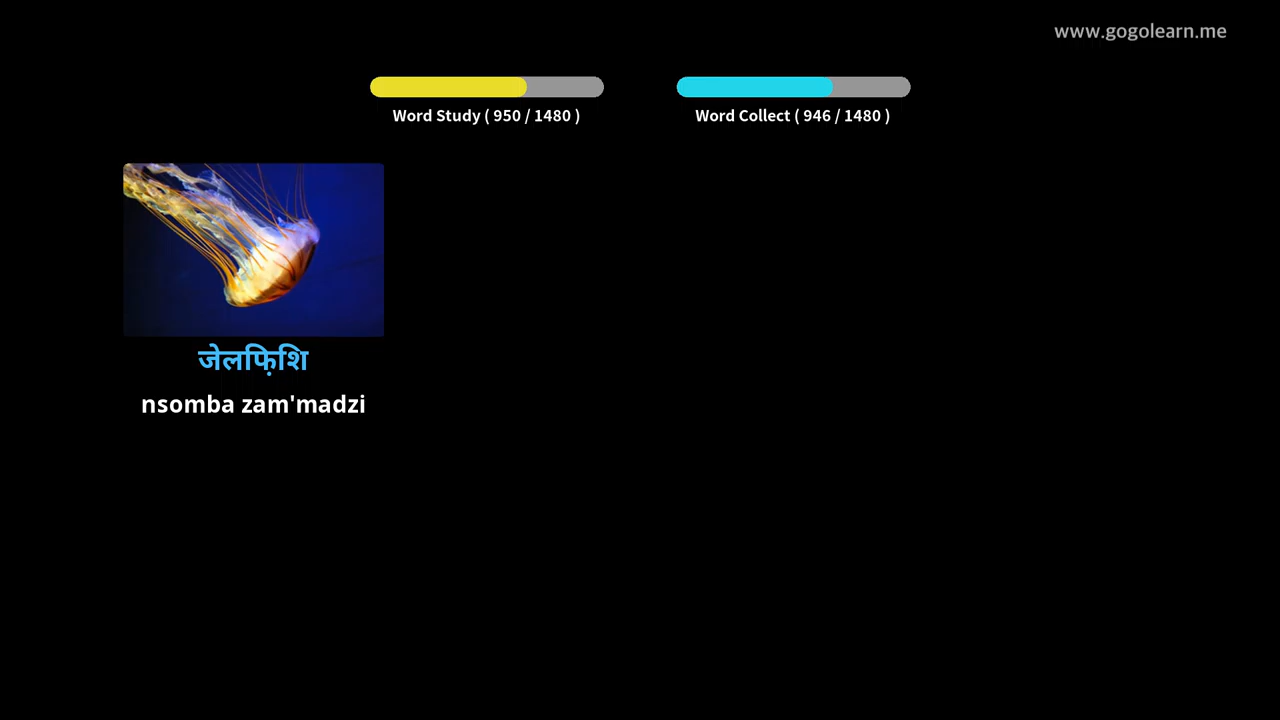 www.gogolearn.me
Word Study ( 950 / 1480 )
Word Collect ( 946 / 1480 )
जेलफ़िशि
nsomba zam'madzi